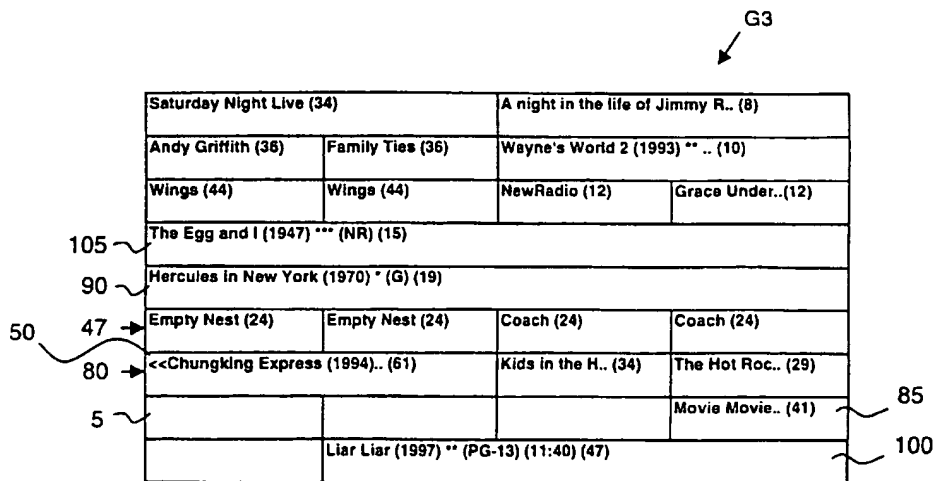 G3
Saturday Night Live (34) A night in the life of Jimmy R.. (8)
Andy Griffith (36) Family Ties (36) Wayne's World 2 (1993) ** .. (10)
Wings (44) Wings (44) NewRadio (12) Grace Under..(12)
105 The Egg and I (1947) *** (NR) (15)
90 Hercules in New York (1970) * (G) (19)
47 Empty Nest (24) Empty Nest (24) Coach (24) Coach (24)
50
80 <<Chungking Express (1994).. (61) Kids in the H.. (34) The Hot Roc.. (29)
5 Movie Movie.. (41) 85
Liar Liar (1997) ** (PG-13) (11:40) (47) 100